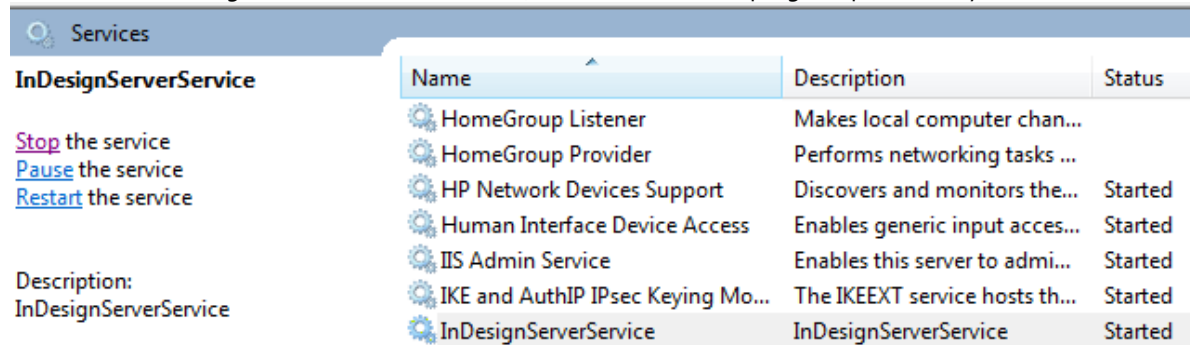 Services
InDesignServerService
Stop the service
Pause the service
Restart the service
Description:
InDesignServerService
Name Description Status
HomeGroup Listener Makes local computer chan...
HomeGroup Provider Performs networking tasks ...
HP Network Devices Support Discovers and monitors the... Started
Human Interface Device Access Enables generic input acces... Started
IIS Admin Service Enables this server to admi... Started
IKE and AuthIP IPsec Keying Mo... The IKEEXT service hosts th... Started
InDesignServerService InDesignServerService Started